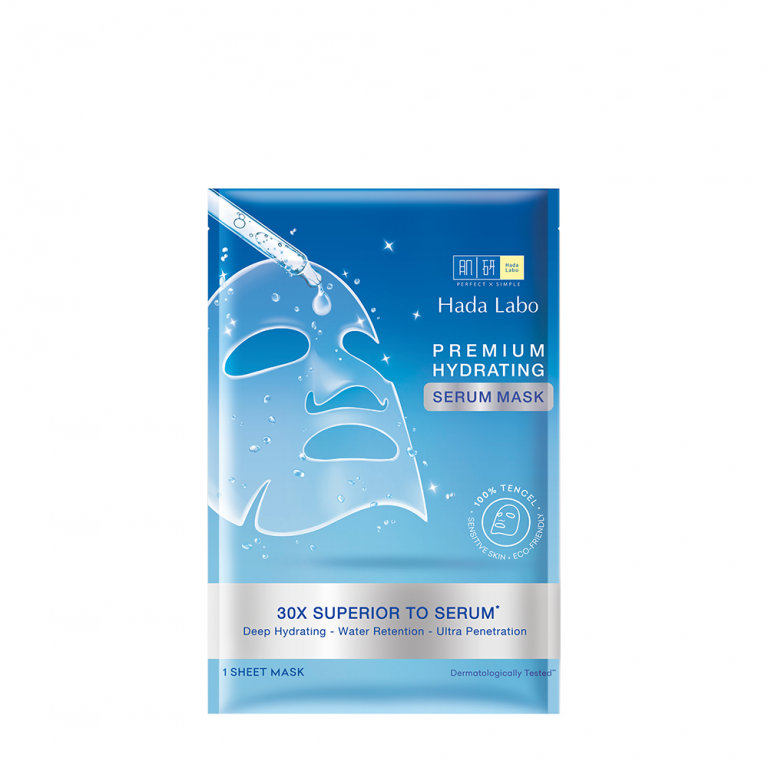 肌研 Hada Labo
PERFECT X SIMPLE
Hada Labo
PREMIUM
HYDRATING
SERUM MASK
• 100% TENCEL •
SENSITIVE SKIN • ECO-FRIENDLY
30X SUPERIOR TO SERUM*
Deep Hydrating - Water Retention - Ultra Penetration
1 SHEET MASK
Dermatologically Tested**